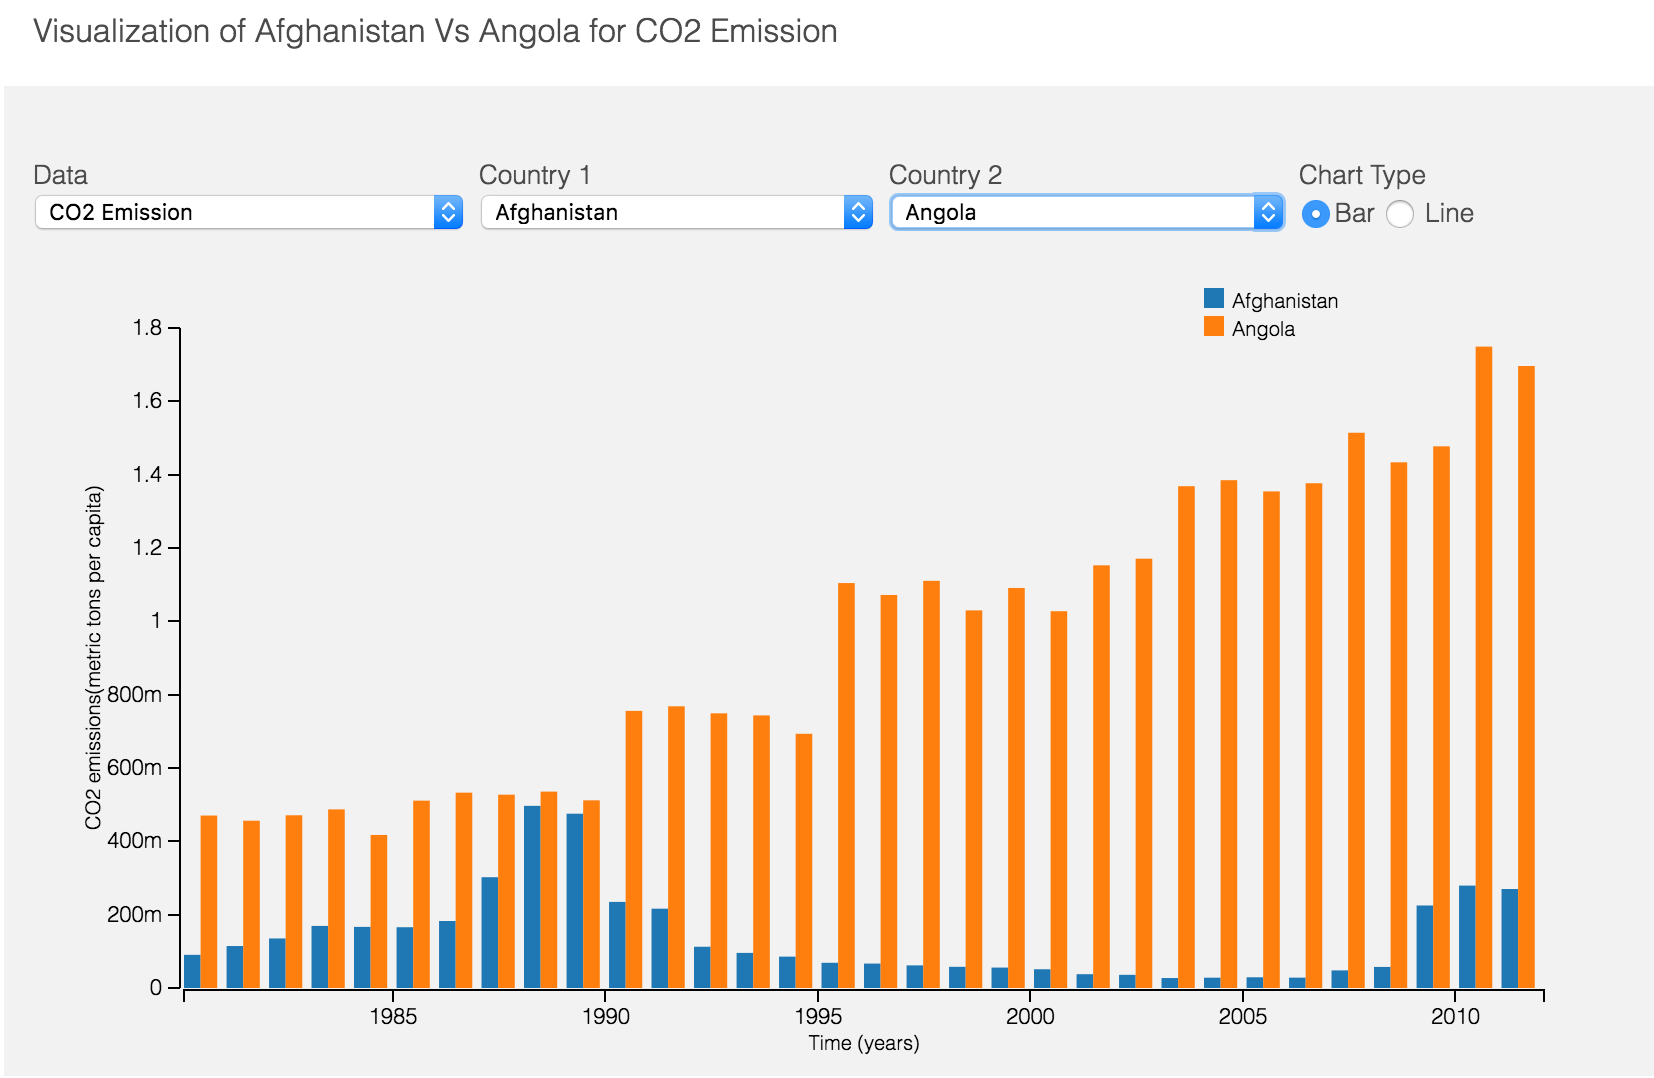 Visualization of Afghanistan Vs Angola for CO2 Emission
Data
Country 1
Country 2
Chart Type
CO2 Emission
Afghanistan
Angola
Bar
Line
Afghanistan
Angola
CO2 emissions(metric tons per capita)
1.8
1.6
1.4
1.2
1
800m
600m
400m
200m
0
1985
1990
1995
2000
2005
2010
Time (years)